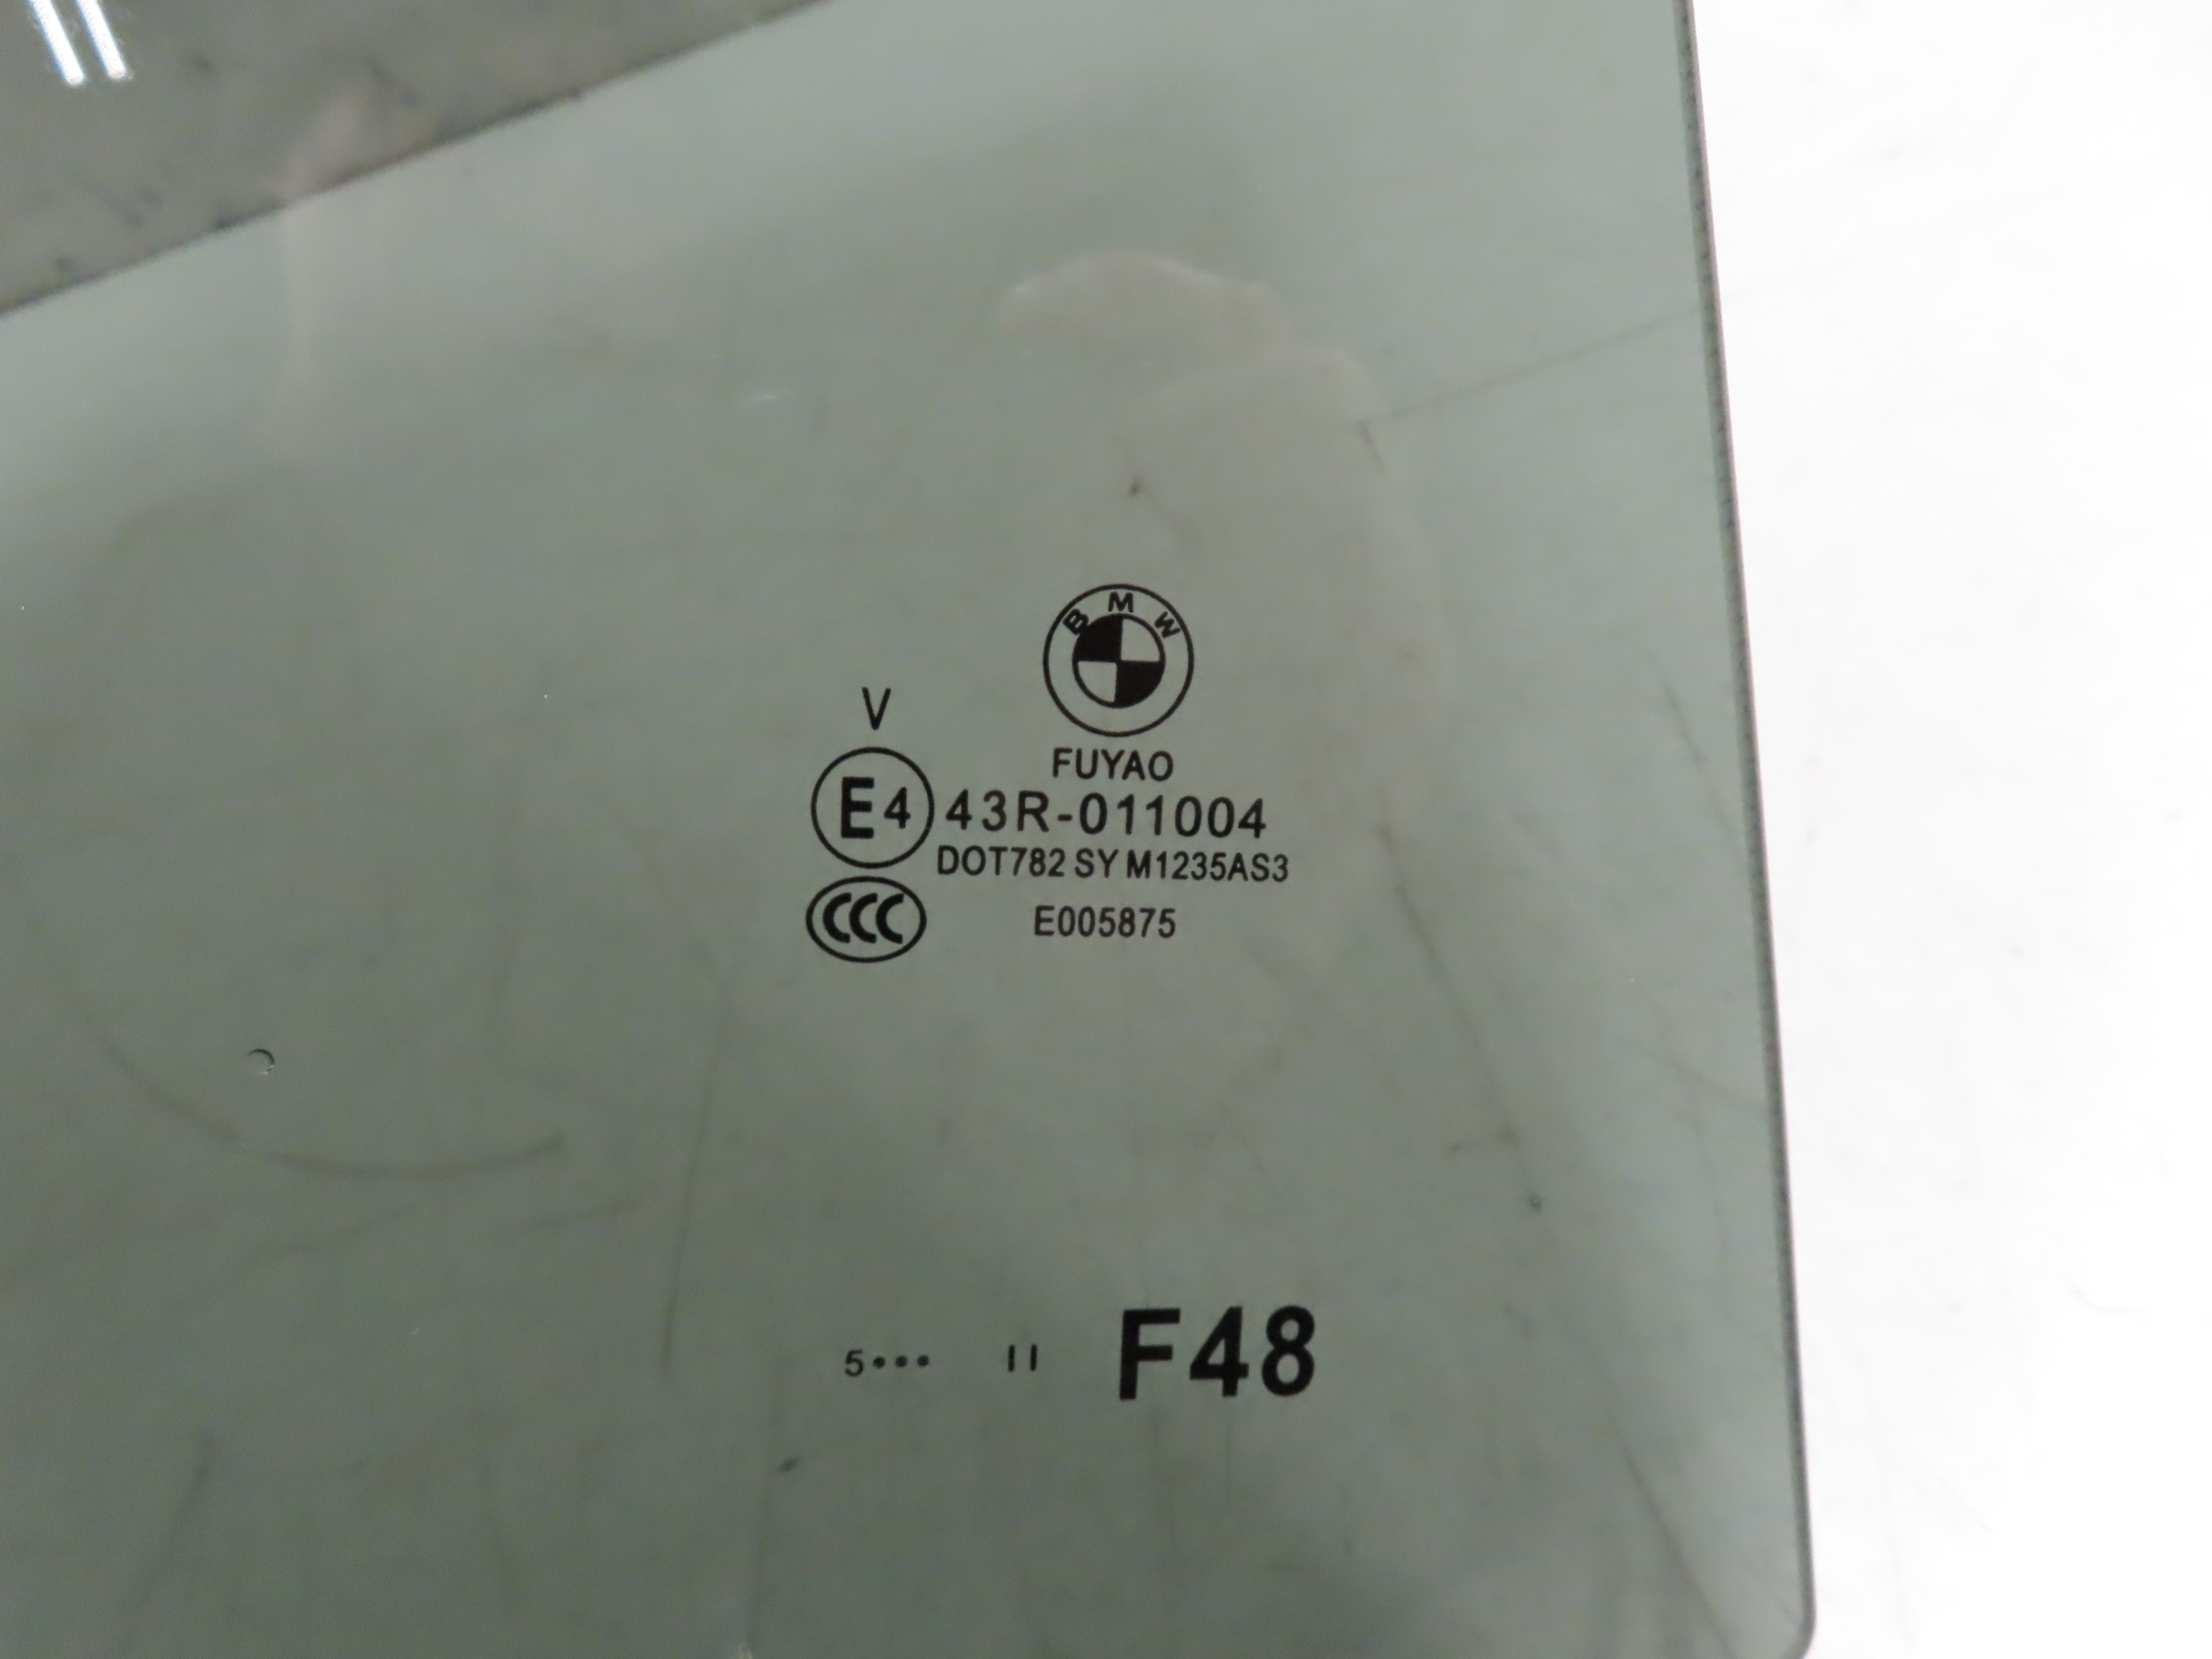 BMW
V
FUYAO
E4 43R-011004
DOT782 SY M1235AS3
CCC E005875
5••• II F48